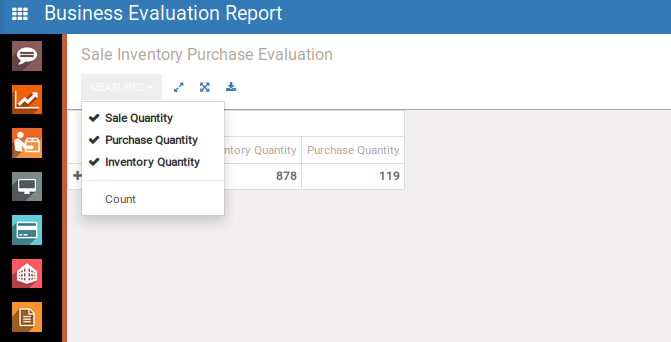 Business Evaluation Report
Sale Inventory Purchase Evaluation
MEASURES
Sale Quantity
Purchase Quantity
Inventory Quantity
Count
ntory Quantity Purchase Quantity
878 119